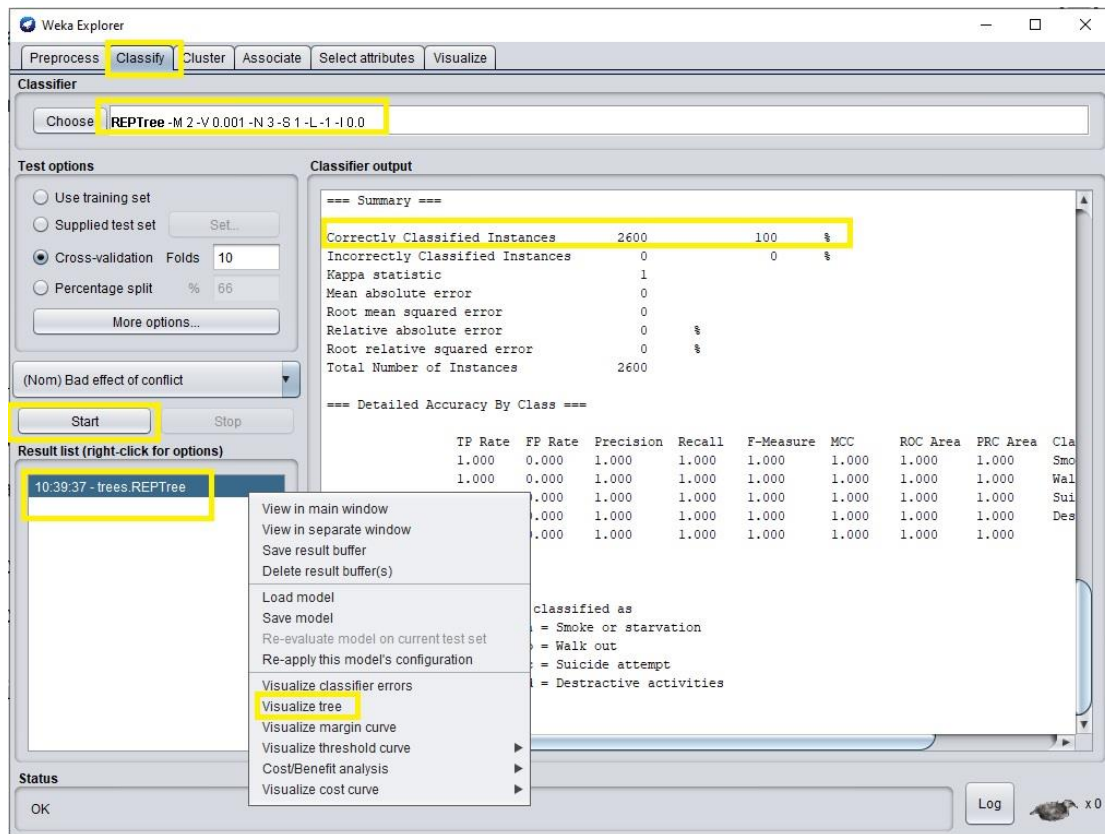 Weka Explorer
Preprocess Classify Cluster Associate Select attributes Visualize
Classifier
Choose REPTree -M 2 -V 0.001 -N 3 -S 1 -L -1 -I 0.0
Test options
Use training set
Supplied test set Set...
Cross-validation Folds 10
Percentage split % 66
More options...
(Nom) Bad effect of conflict
Start Stop
Result list (right-click for options)
10:39:37 - trees.REPTree
Classifier output
=== Summary ===
Correctly Classified Instances 2600 100 %
Incorrectly Classified Instances 0 0 %
Kappa statistic 1
Mean absolute error 0
Root mean squared error 0
Relative absolute error 0 %
Root relative squared error 0 %
Total Number of Instances 2600
=== Detailed Accuracy By Class ===
TP Rate FP Rate Precision Recall F-Measure MCC ROC Area PRC Area Cla
1.000 0.000 1.000 1.000 1.000 1.000 1.000 1.000 Smo
1.000 0.000 1.000 1.000 1.000 1.000 1.000 1.000 Wal
.000 1.000 1.000 1.000 1.000 1.000 1.000 Sui
.000 1.000 1.000 1.000 1.000 1.000 1.000 Des
.000 1.000 1.000 1.000 1.000 1.000 1.000
classified as
= Smoke or starvation
= Walk out
= Suicide attempt
= Destractive activities
View in main window
View in separate window
Save result buffer
Delete result buffer(s)
Load model
Save model
Re-evaluate model on current test set
Re-apply this model's configuration
Visualize classifier errors
Visualize tree
Visualize margin curve
Visualize threshold curve
Cost/Benefit analysis
Visualize cost curve
Status
OK
Log x 0